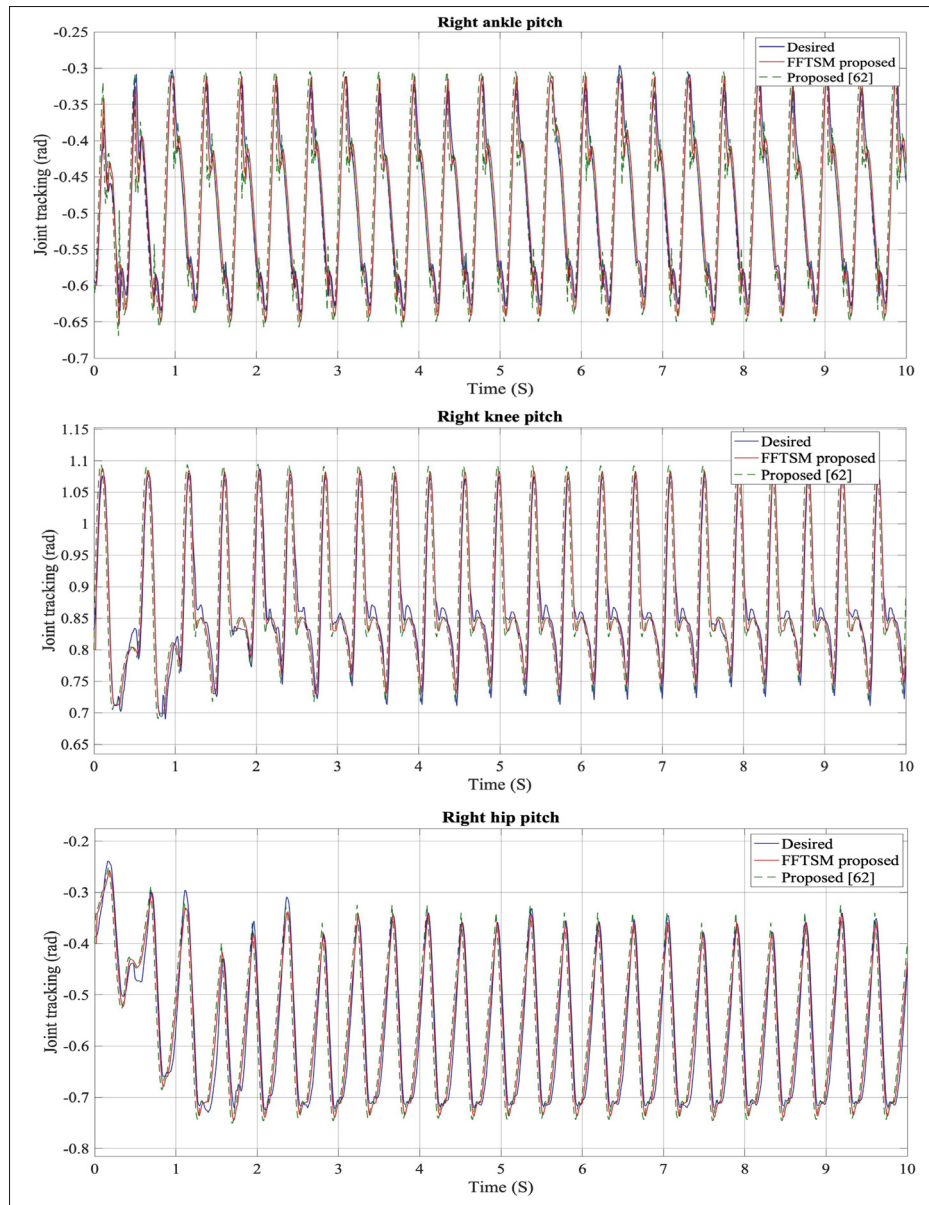 Right ankle pitch
-0.25
-0.3
-0.35
-0.4
-0.45
-0.5
-0.55
-0.6
-0.65
-0.7
Joint tracking (rad)
Desired
FFTSM proposed
Proposed [62]
0 1 2 3 4 5 6 7 8 9 10
Time (S)
Right knee pitch
1.15
1.1
1.05
1
0.95
0.9
0.85
0.8
0.75
0.7
0.65
Joint tracking (rad)
Desired
FFTSM proposed
Proposed [62]
0 1 2 3 4 5 6 7 8 9 10
Time (S)
Right hip pitch
-0.2
-0.3
-0.4
-0.5
-0.6
-0.7
-0.8
Joint tracking (rad)
Desired
FFTSM proposed
Proposed [62]
0 1 2 3 4 5 6 7 8 9 10
Time (S)